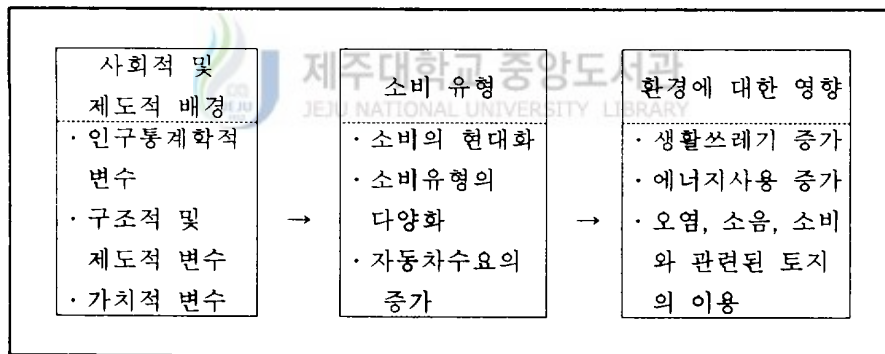 사회적 및
제도적 배경
· 인구통계학적
변수
· 구조적 및
제도적 변수
· 가치적 변수
→
소비 유형
· 소비의 현대화
· 소비유형의
다양화
· 자동차수요의
증가
→
환경에 대한 영향
· 생활쓰레기 증가
· 에너지사용 증가
· 오염, 소음, 소비
와 관련된 토지
의 이용
제주대학교 중앙도서관
JEJU NATIONAL UNIVERSITY LIBRARY
JEJU